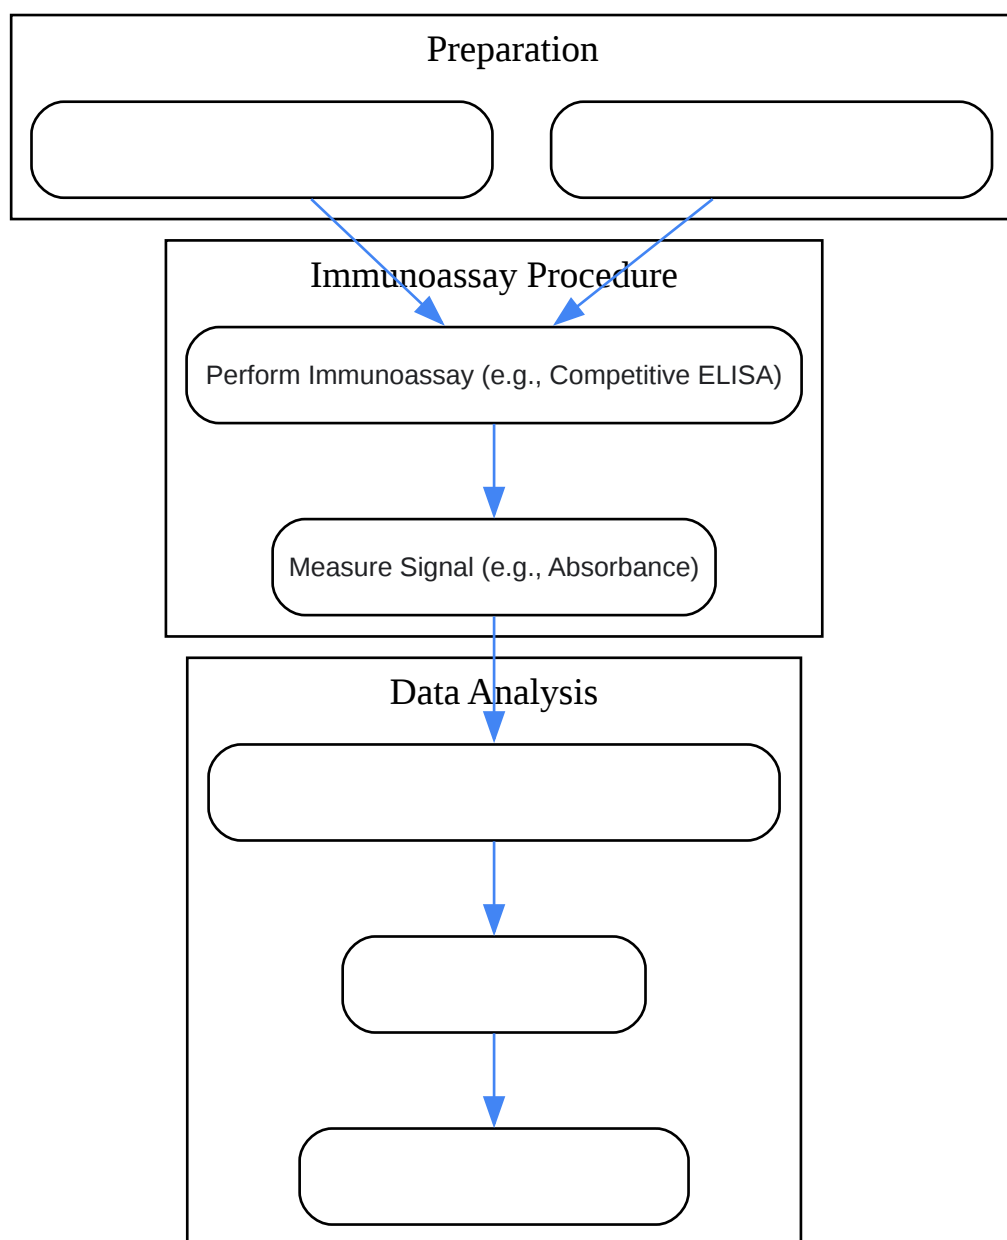 Preparation
Immunoassay Procedure
Perform Immunoassay (e.g., Competitive ELISA)
Measure Signal (e.g., Absorbance)
Data Analysis